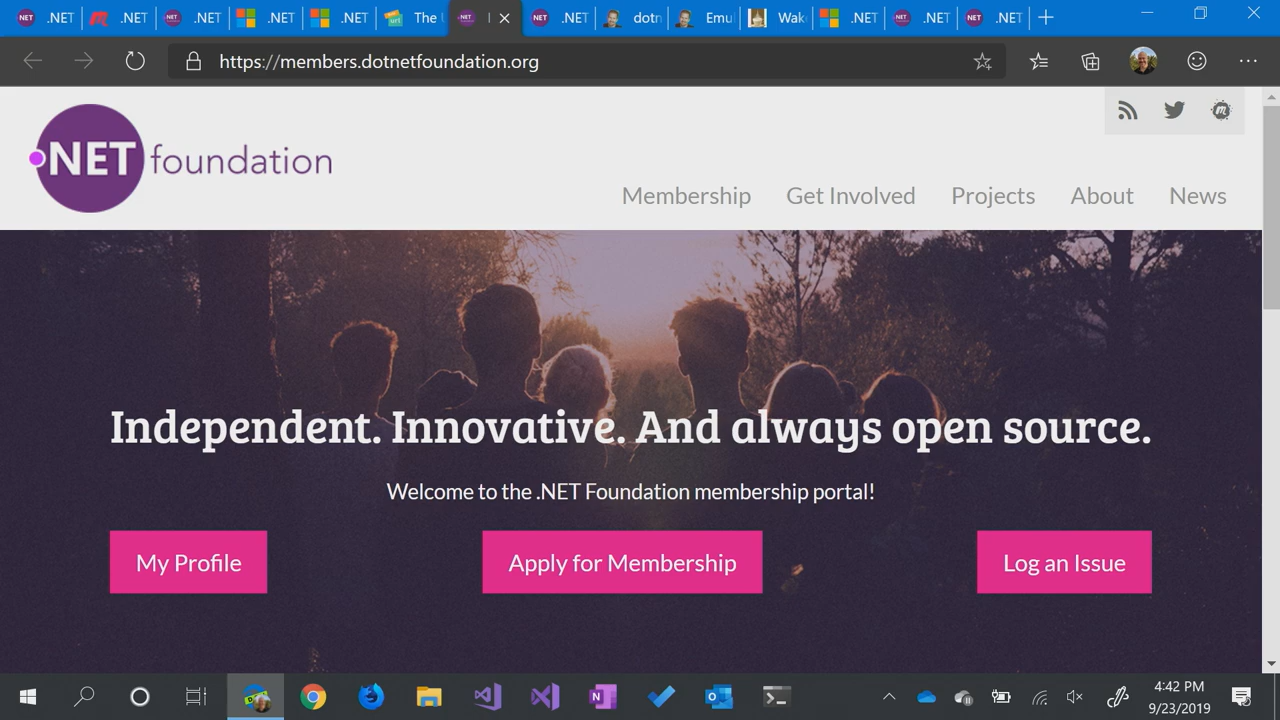 .NET
.NET
.NET
.NET
.NET
The
.NET
dotn
Emu
Wak
.NET
.NET
.NET
https://members.dotnetfoundation.org
.NET foundation
Membership Get Involved Projects About News
Independent. Innovative. And always open source.
Welcome to the .NET Foundation membership portal!
My Profile Apply for Membership Log an Issue
4:42 PM
9/23/2019